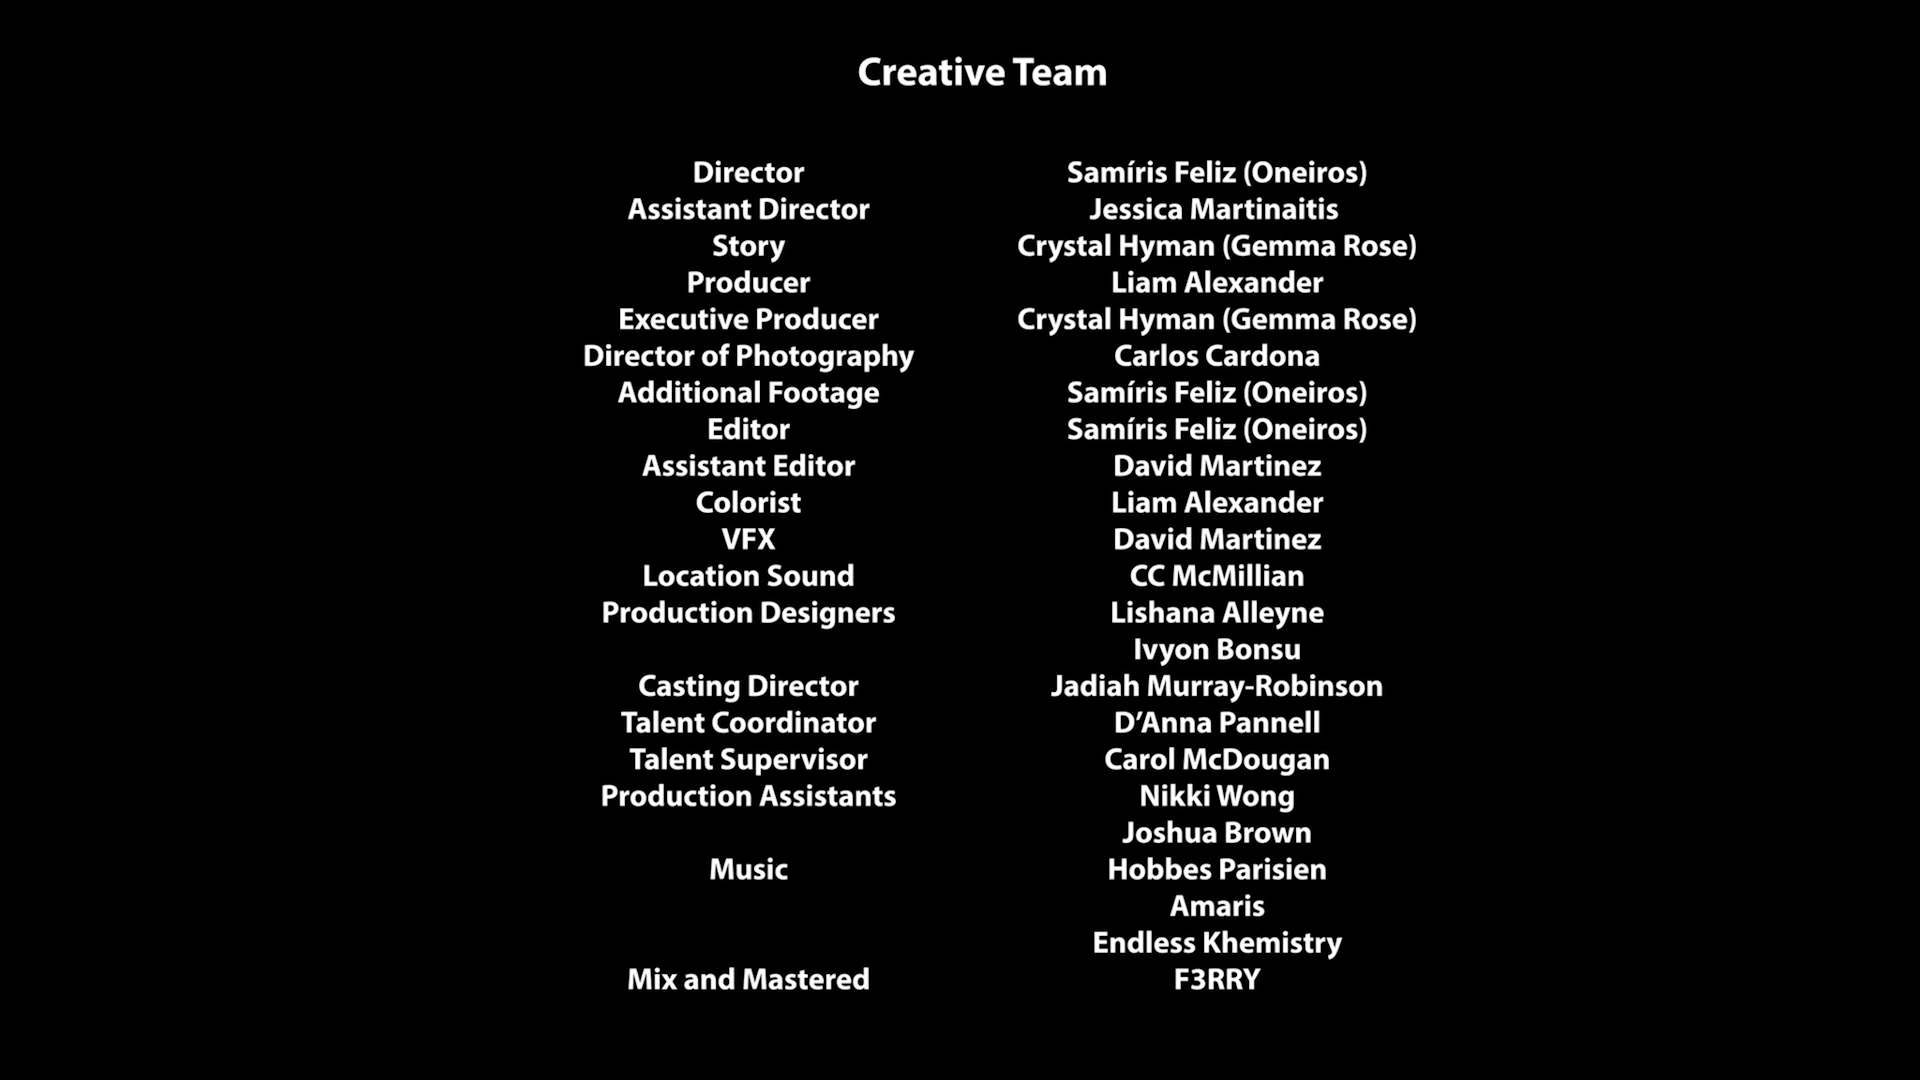 Creative Team
Director Samíris Feliz (Oneiros)
Assistant Director Jessica Martinaitis
Story Crystal Hyman (Gemma Rose)
Producer Liam Alexander
Executive Producer Crystal Hyman (Gemma Rose)
Director of Photography Carlos Cardona
Additional Footage Samíris Feliz (Oneiros)
Editor Samíris Feliz (Oneiros)
Assistant Editor David Martinez
Colorist Liam Alexander
VFX David Martinez
Location Sound CC McMillian
Production Designers Lishana Alleyne
Ivyon Bonsu
Casting Director Jadiah Murray-Robinson
Talent Coordinator D’Anna Pannell
Talent Supervisor Carol McDougan
Production Assistants Nikki Wong
Joshua Brown
Music Hobbes Parisien
Amaris
Endless Khemistry
Mix and Mastered F3RRY